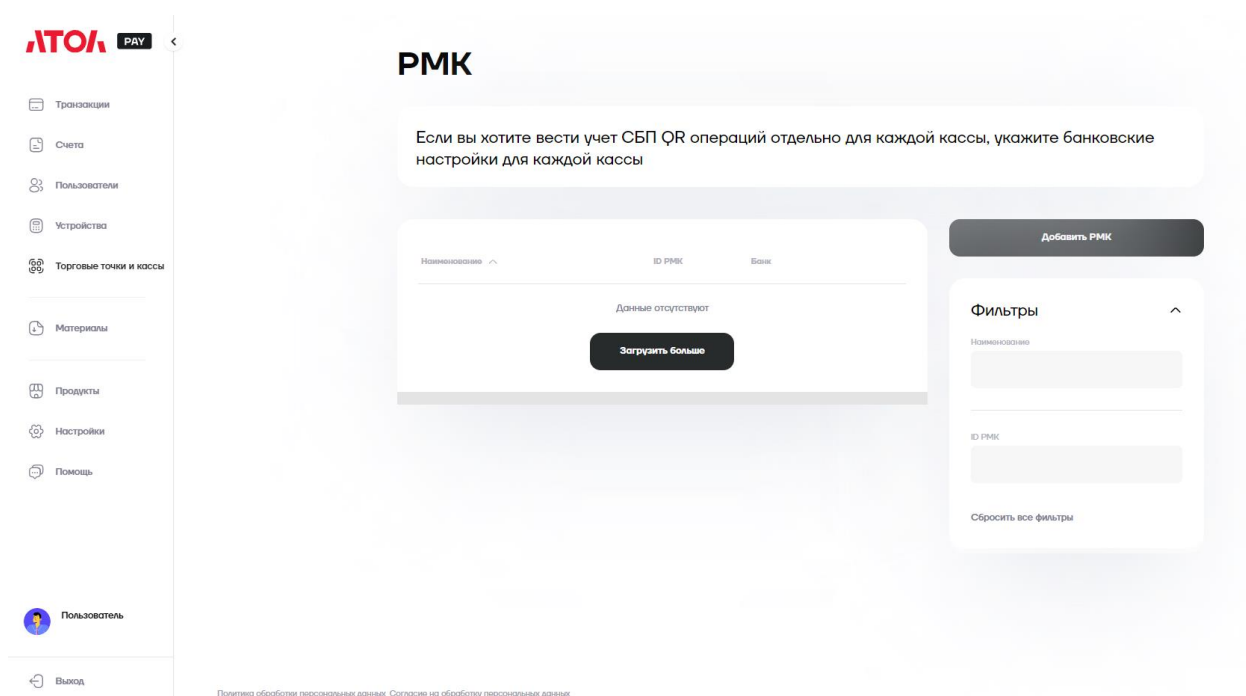 АТОЛ PAY
Транзакции
Счета
Пользователи
Устройства
Торговые точки и кассы
Материалы
Продукты
Настройки
Помощь
Пользователь
Выход
РМК
Если вы хотите вести учет СБП QR операций отдельно для каждой кассы, укажите банковские
настройки для каждой кассы
Наименование ID РМК Банк
Данные отсутствуют
Загрузить больше
Добавить РМК
Фильтры
Наименование
ID РМК
Сбросить все фильтры
Политика обработки персональных данных Согласие на обработку персональных данных